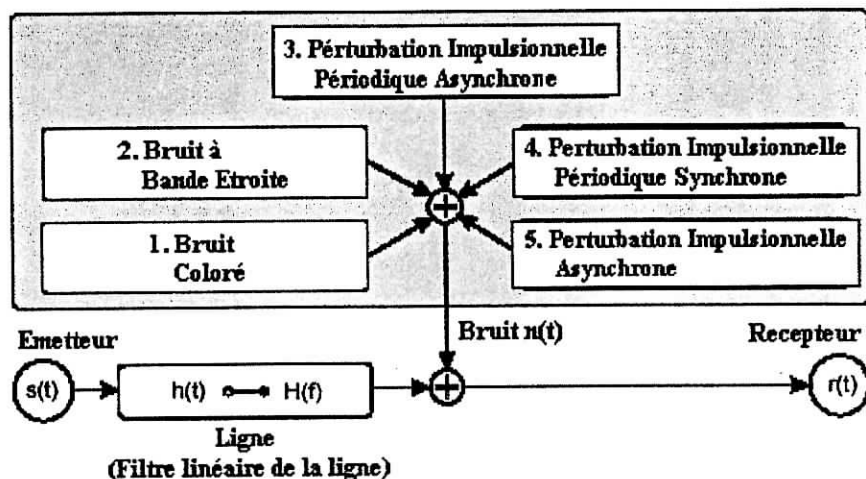 3. Pérturbation Impulsionnelle
Périodique Asynchrone
2. Bruit à
Bande Etroite
4. Perturbation Impulsionnelle
Périodique Synchrone
1. Bruit
Coloré
5. Perturbation Impulsionnelle
Asynchrone
Emetteur
Bruit n(t)
Recepteur
s(t)
h(t)
H(f)
r(t)
Ligne
(Filtre linéaire de la ligne)